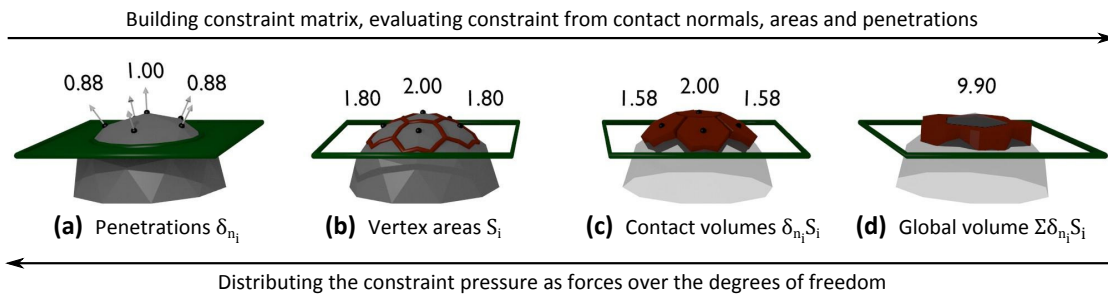 Building constraint matrix, evaluating constraint from contact normals, areas and penetrations
0.88 1.00 0.88
1.80 2.00 1.80
1.58 2.00 1.58
9.90
(a) Penetrations δₙᵢ
(b) Vertex areas Sᵢ
(c) Contact volumes δₙᵢSᵢ
(d) Global volume ΣδₙᵢSᵢ
Distributing the constraint pressure as forces over the degrees of freedom